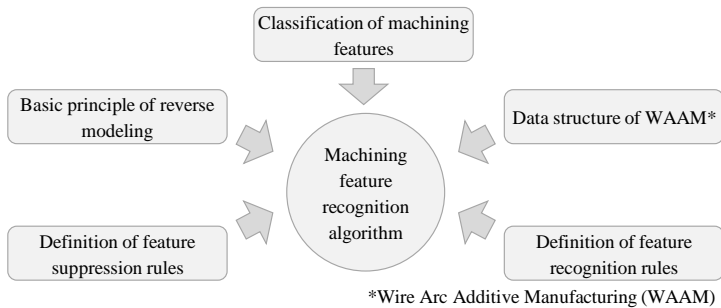 Classification of machining
features
Basic principle of reverse
modeling
Data structure of WAAM*
Machining
feature
recognition
algorithm
Definition of feature
suppression rules
Definition of feature
recognition rules
*Wire Arc Additive Manufacturing (WAAM)